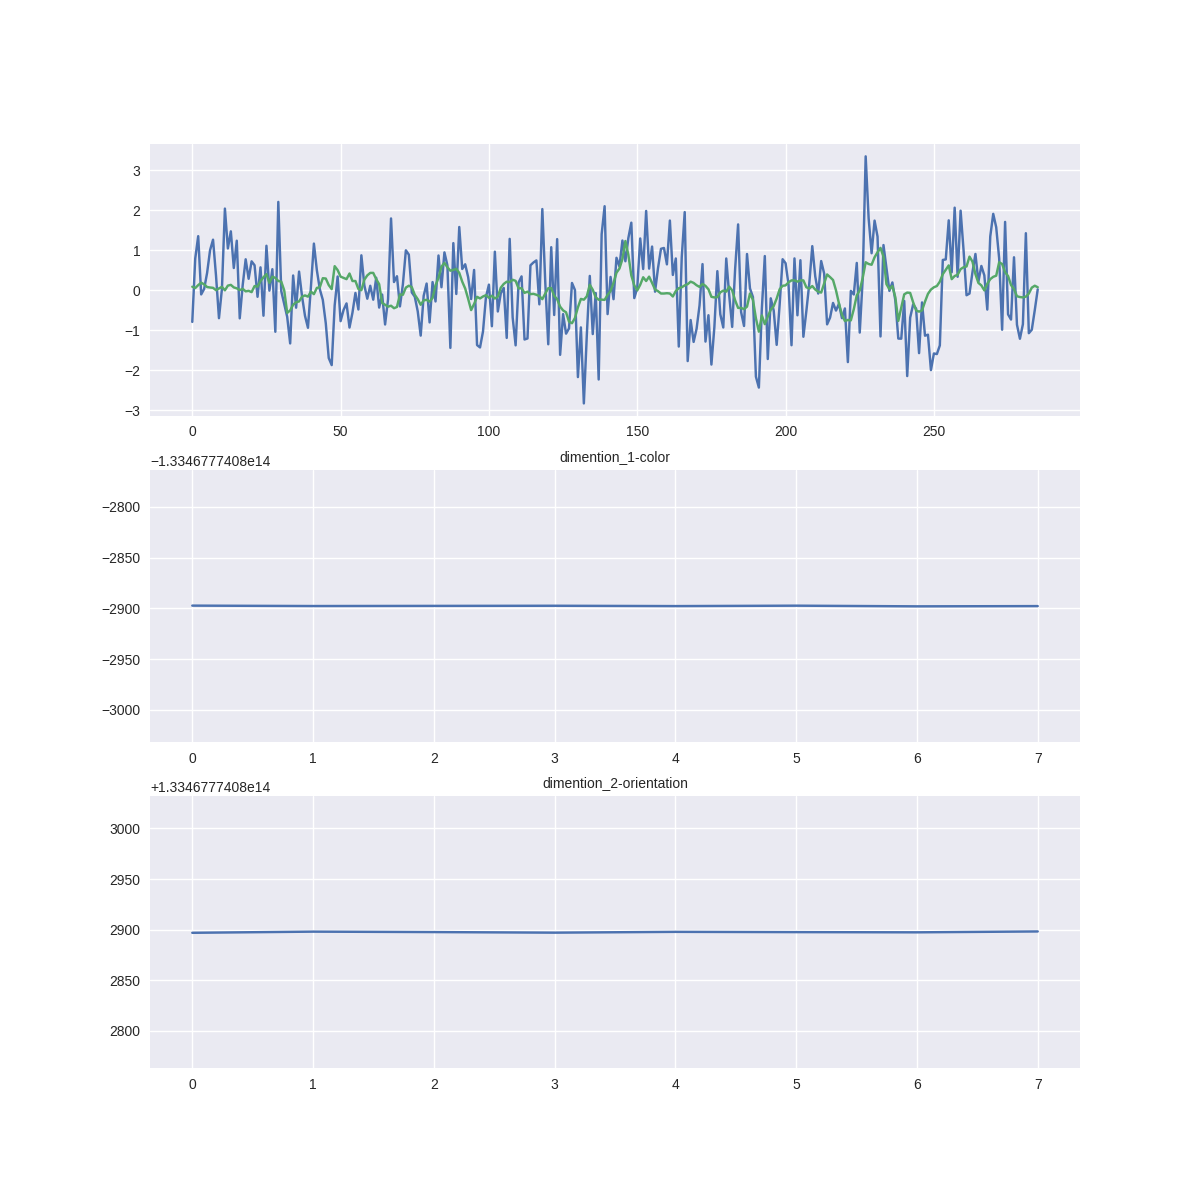 3
2
1
0
−1
−2
−3
0 50 100 150 200 250
−1.3346777408e14
dimention_1-color
−2800
−2850
−2900
−2950
−3000
0 1 2 3 4 5 6 7
+1.3346777408e14
dimention_2-orientation
3000
2950
2900
2850
2800
0 1 2 3 4 5 6 7